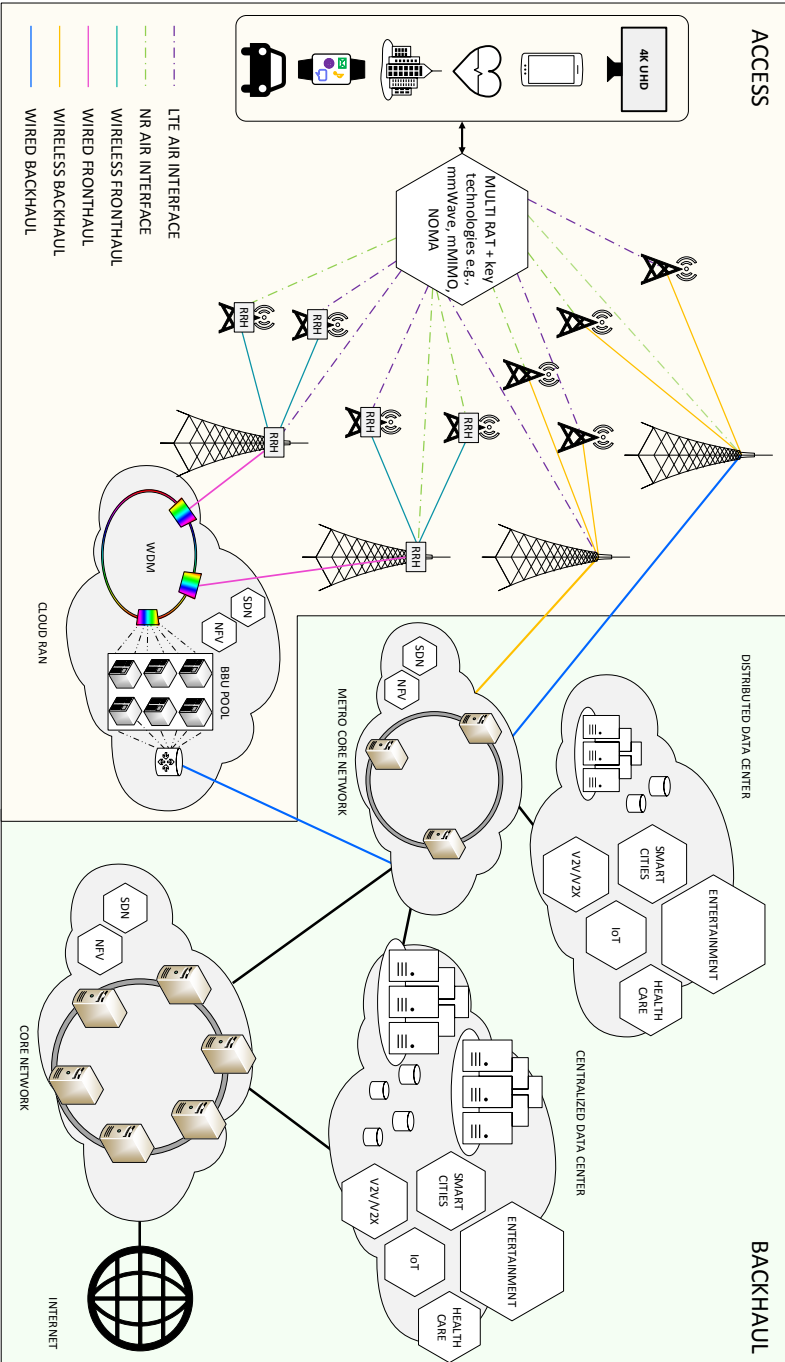 ACCESS
4K UHD
MULTI RAT + key
technologies e.g.,
mmWave, mMIMO,
NOMA
LTE AIR INTERFACE
NR AIR INTERFACE
WIRELESS FRONTHAUL
WIRED FRONTHAUL
WIRELESS BACKHAUL
WIRED BACKHAUL
RRH
RRH
RRH
RRH
RRH
RRH
WDM
SDN
NFV
BBU POOL
CLOUD RAN
BACKHAUL
DISTRIBUTED DATA CENTER
SMART
CITIES
V2V/V2X
ENTERTAINMENT
IoT
HEALTH
CARE
SDN
NFV
METRO CORE NETWORK
CENTRALIZED DATA CENTER
SMART
CITIES
V2V/V2X
ENTERTAINMENT
IoT
HEALTH
CARE
SDN
NFV
CORE NETWORK
INTERNET